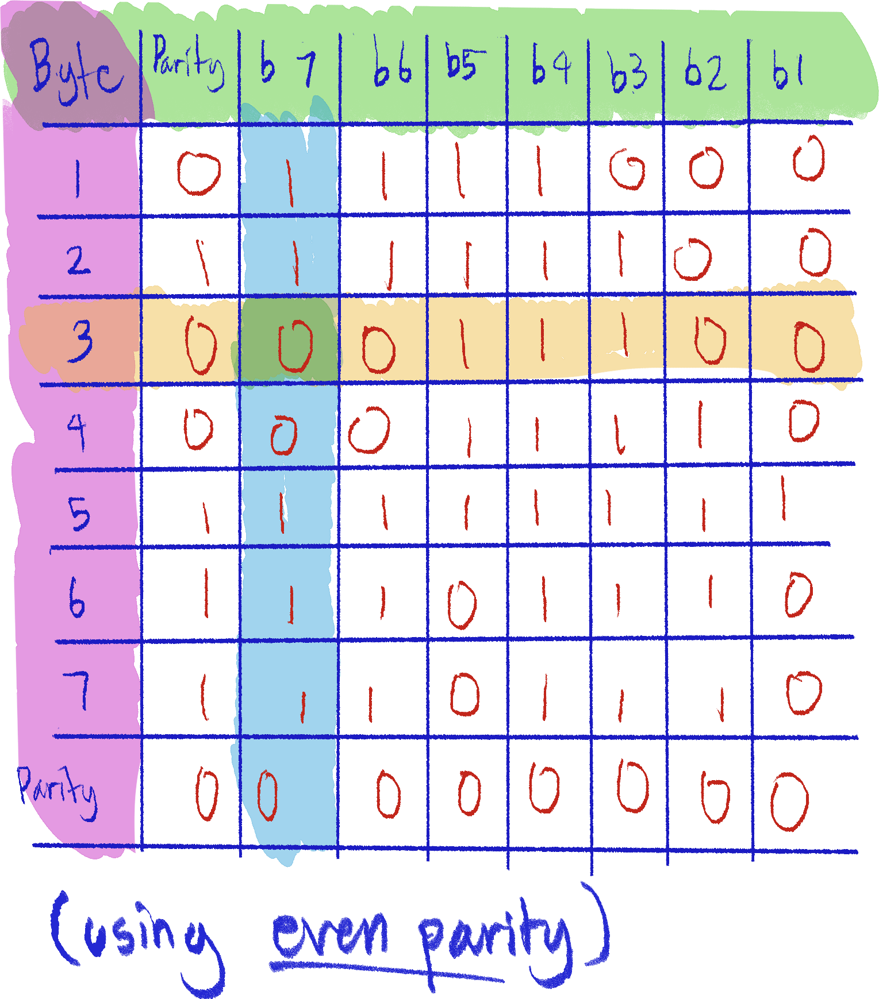 Byte Parity b7 b6 b5 b4 b3 b2 b1
1 0 1 1 1 1 0 0 0
2 1 1 1 1 1 1 0 0
3 0 0 0 1 1 1 0 0
4 0 0 0 1 1 1 1 0
5 1 1 1 1 1 1 1 1
6 1 1 1 0 1 1 1 0
7 1 1 1 0 1 1 1 0
Parity 0 0 0 0 0 0 0 0
(using even parity)